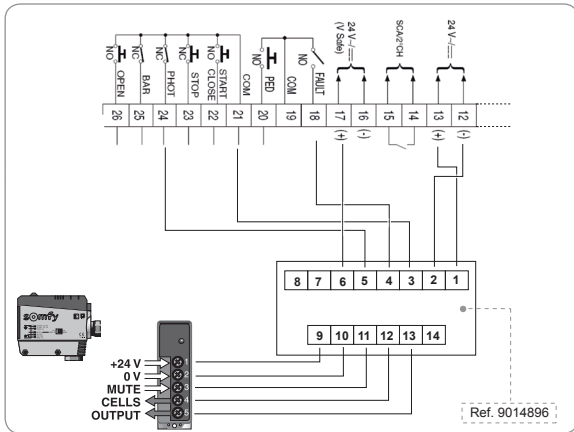 24 V ~/⎓
(V Safe)
SCA/2°CH
24 V ~/⎓
NO
NC
NC
NC
NO
NO
NO
OPEN
BAR
PHOT
STOP
START
CLOSE
COM
PED
COM
FAULT
26 25 24 23 22 21 20 19 18 17 16 15 14 13 12
(+) (-) (+) (-)
8 7 6 5 4 3 2 1
9 10 11 12 13 14
somfy
+24 V 1
0 V 2
MUTE 3
CELLS 4
OUTPUT 5
Ref. 9014896